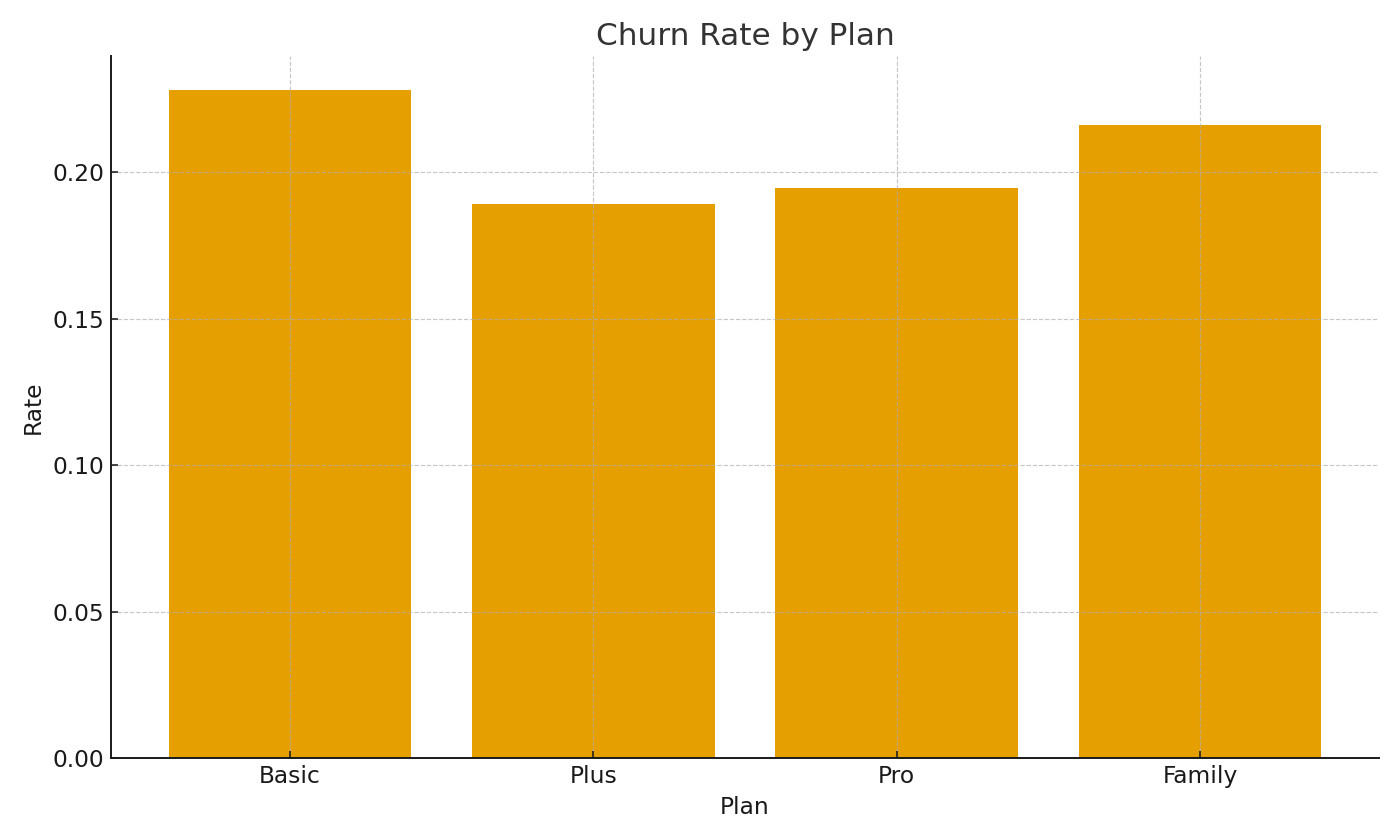 Churn Rate by Plan
0.20
0.15
0.10
0.05
0.00
Rate
Basic Plus Pro Family
Plan